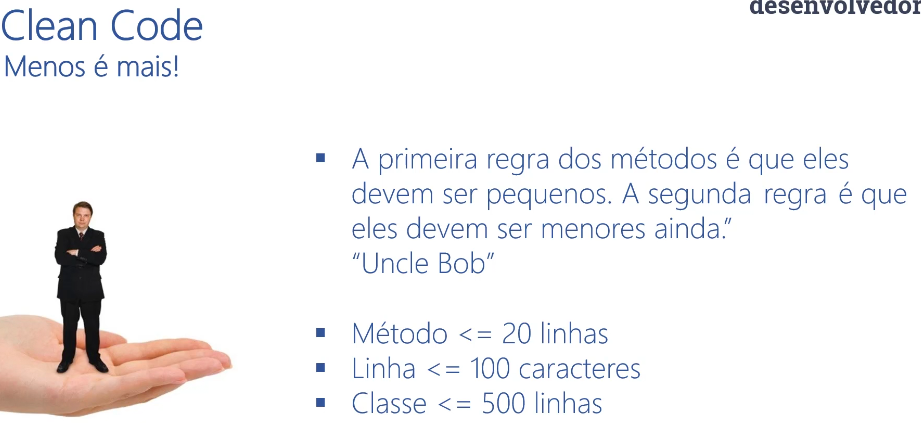 desenvolvedor
Clean Code
Menos é mais!
▪ A primeira regra dos métodos é que eles
devem ser pequenos. A segunda regra é que
eles devem ser menores ainda.”
“Uncle Bob”
▪ Método <= 20 linhas
▪ Linha <= 100 caracteres
▪ Classe <= 500 linhas